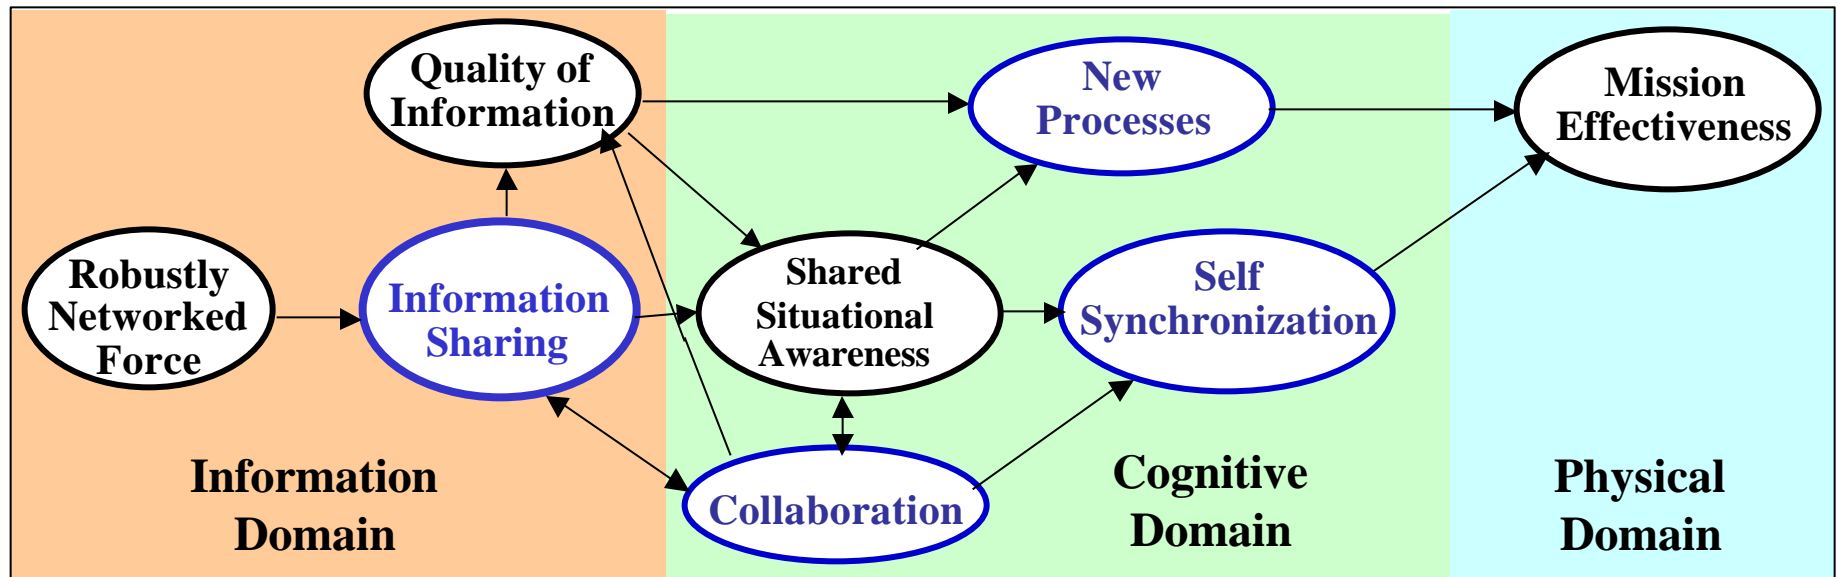 Quality of
Information
New
Processes
Mission
Effectiveness
Robustly
Networked
Force
Information
Sharing
Shared
Situational
Awareness
Self
Synchronization
Collaboration
Information
Domain
Cognitive
Domain
Physical
Domain